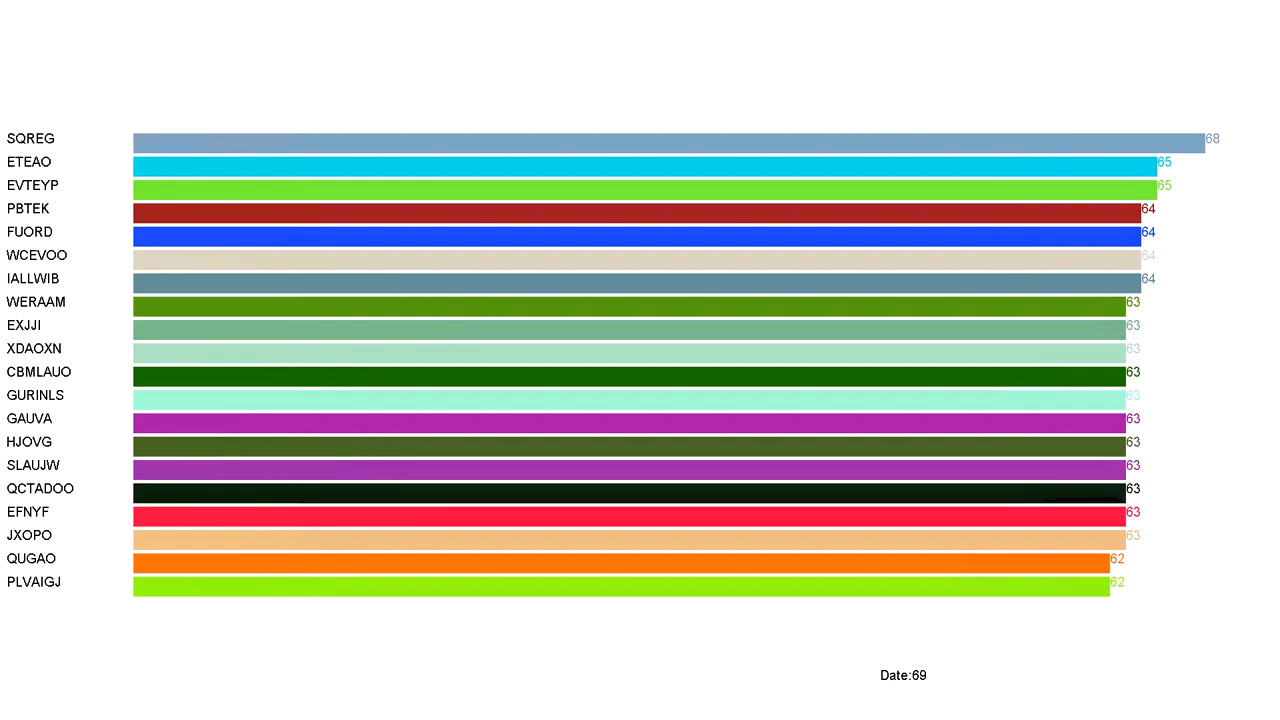 SQREG 68
ETEAO 65
EVTEYP 65
PBTEK 64
FUORD 64
WCEVOO 64
IALLWIB 64
WERAAM 63
EXJJI 63
XDAOXN 63
CBMLAUO 63
GURINLS 63
GAUVA 63
HJOVG 63
SLAUJW 63
QCTADOO 63
EFNYF 63
JXOPO 63
QUGAO 62
PLVAIGJ 62
Date:69